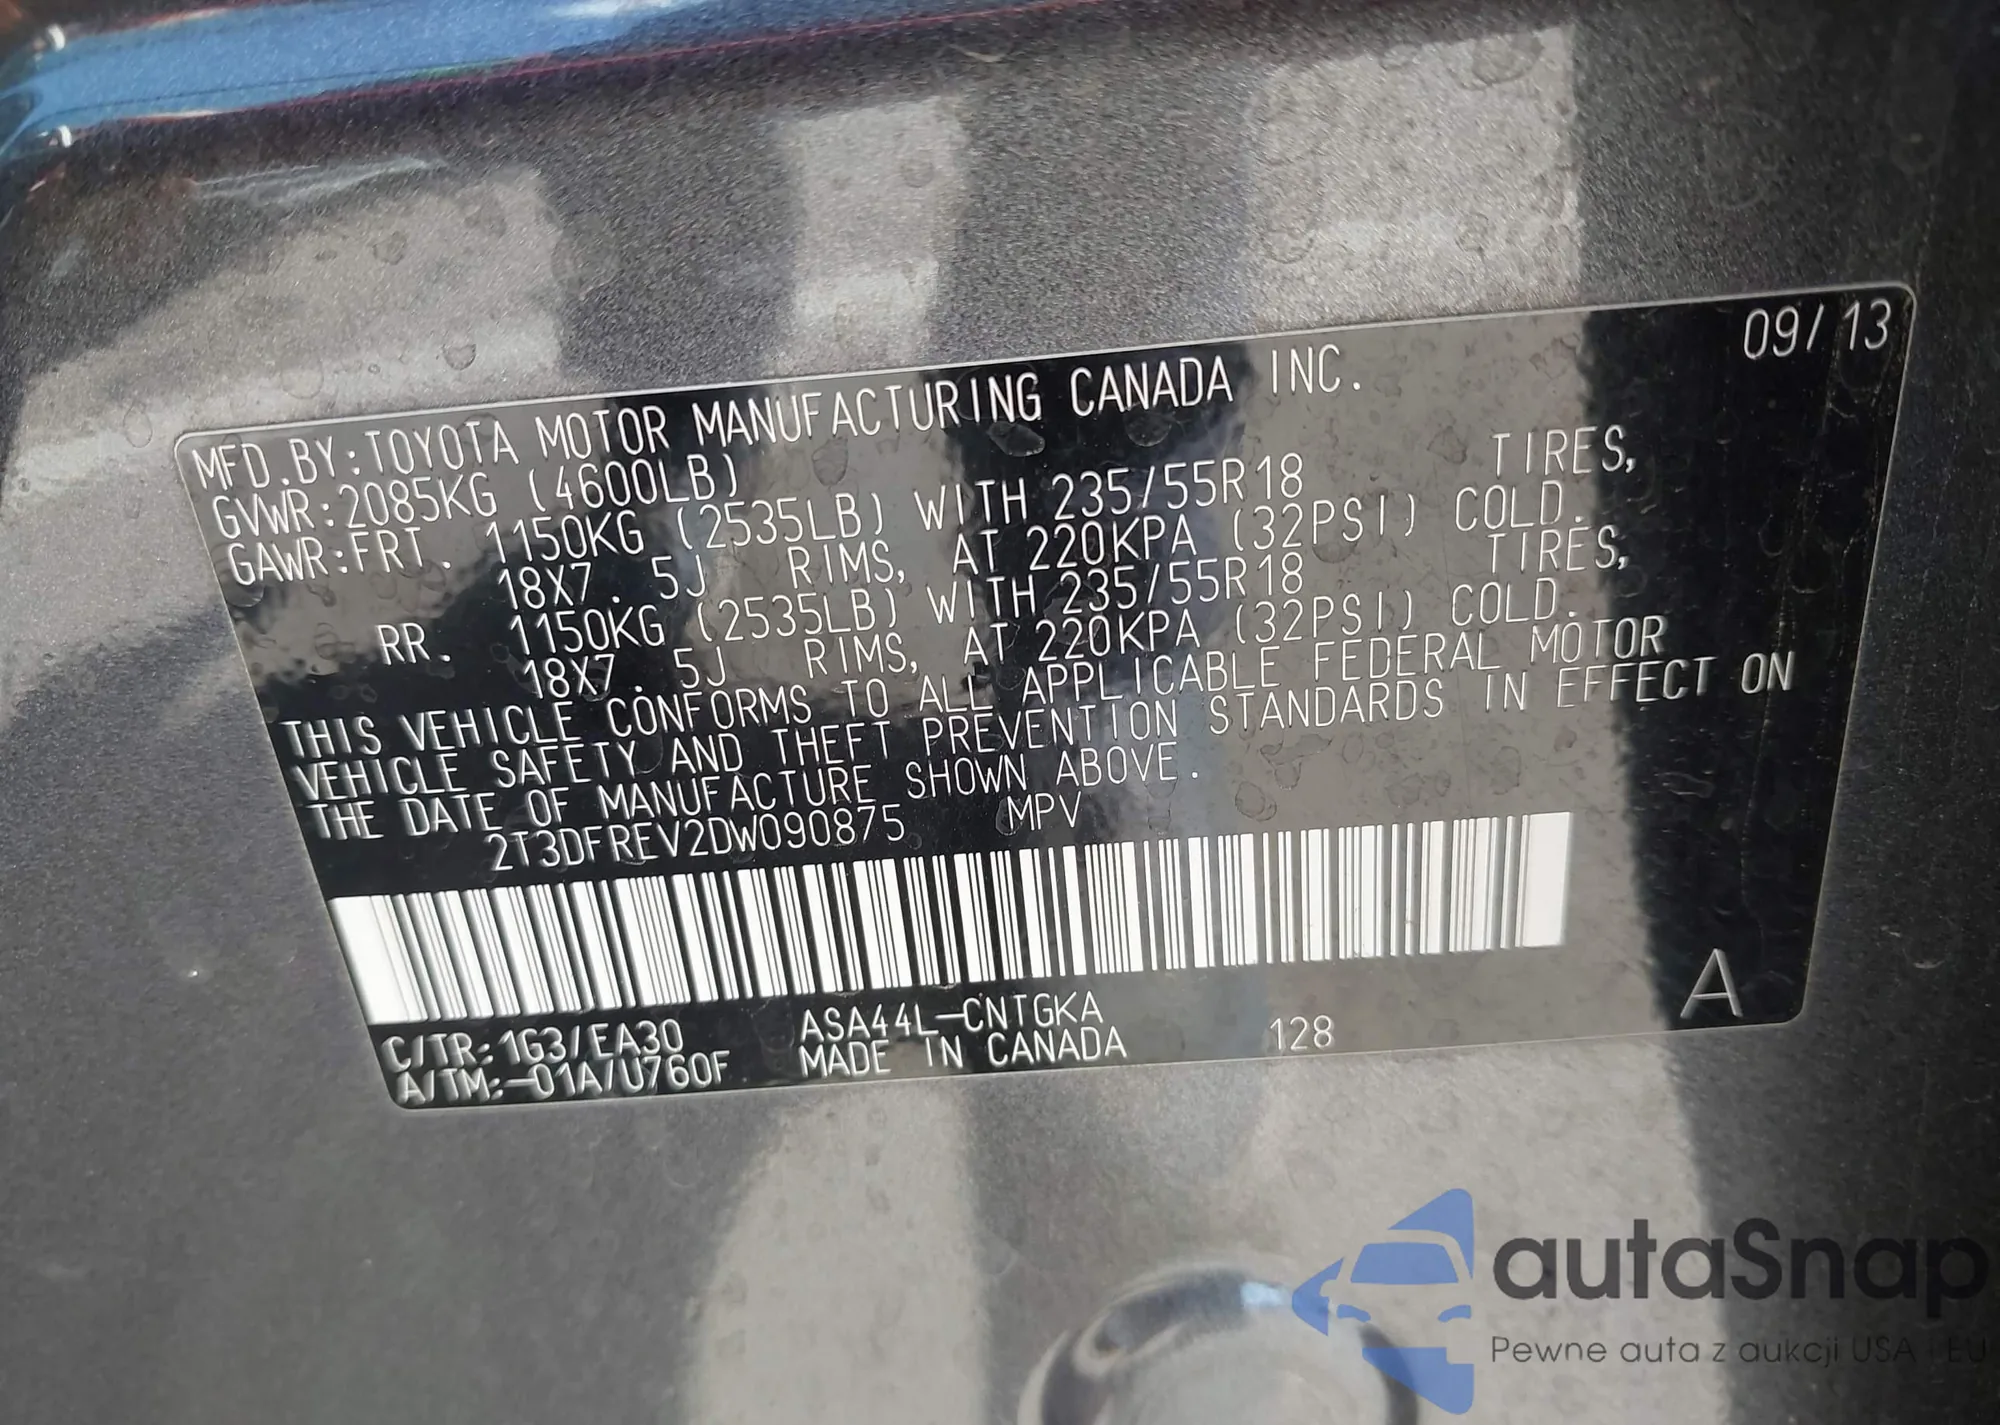 09/13
MFD.BY:TOYOTA MOTOR MANUFACTURING CANADA INC.
GVWR:2085KG (4600LB)
GAWR:FRT. 1150KG (2535LB) WITH 235/55R18 TIRES,
18X7.5J RIMS, AT 220KPA (32PSI) COLD.
RR. 1150KG (2535LB) WITH 235/55R18 TIRES,
18X7.5J RIMS, AT 220KPA (32PSI) COLD.
THIS VEHICLE CONFORMS TO ALL APPLICABLE FEDERAL MOTOR
VEHICLE SAFETY AND THEFT PREVENTION STANDARDS IN EFFECT ON
THE DATE OF MANUFACTURE SHOWN ABOVE.
2T3DFREV2DW090875 MPV
C/TR:1G3/EA30 ASA44L-CNTGKA
A/TM:-01A/U760F MADE IN CANADA 128
A
autaSnap
Pewne auta z aukcji USA i EU